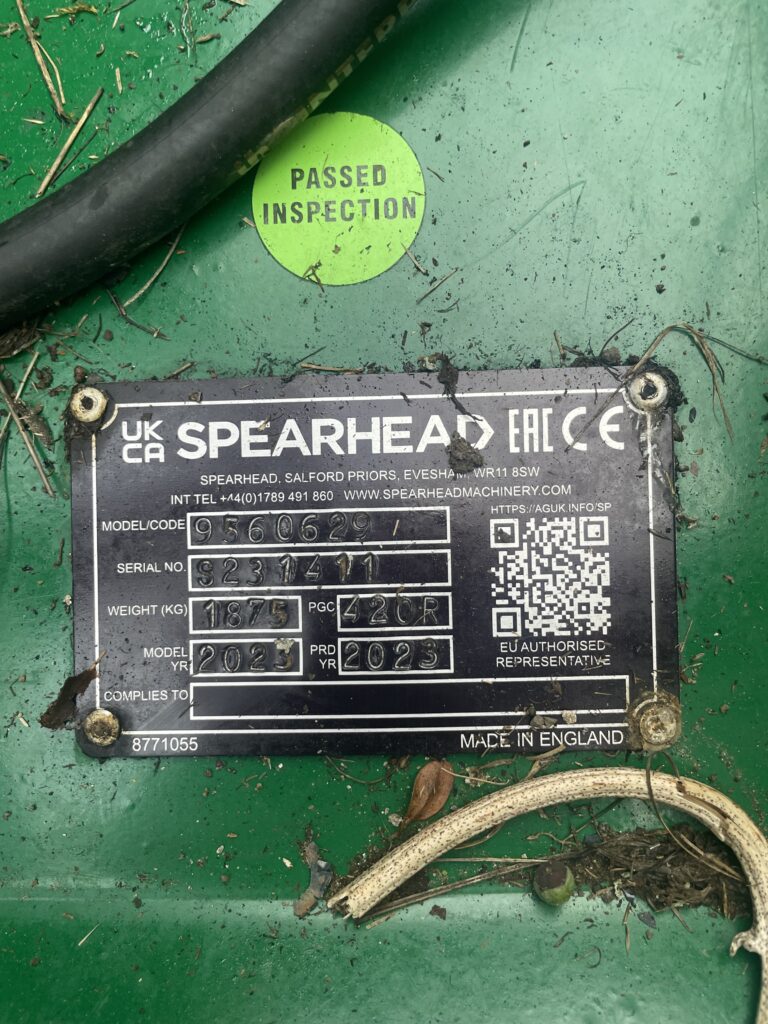 PASSED
INSPECTION
UK
CA
SPEARHEAD EAC CE
SPEARHEAD, SALFORD PRIORS, EVESHAM, WR11 8SW
INT TEL +44(0)1789 491 860 WWW.SPEARHEADMACHINERY.COM
HTTPS://AGUK.INFO/SP
MODEL/CODE 9560629
SERIAL NO. S231411
WEIGHT (KG) 1875 PGC 420R
MODEL YR 2023 PRD YR 2023
EU AUTHORISED
REPRESENTATIVE
COMPLIES TO
8771055 MADE IN ENGLAND